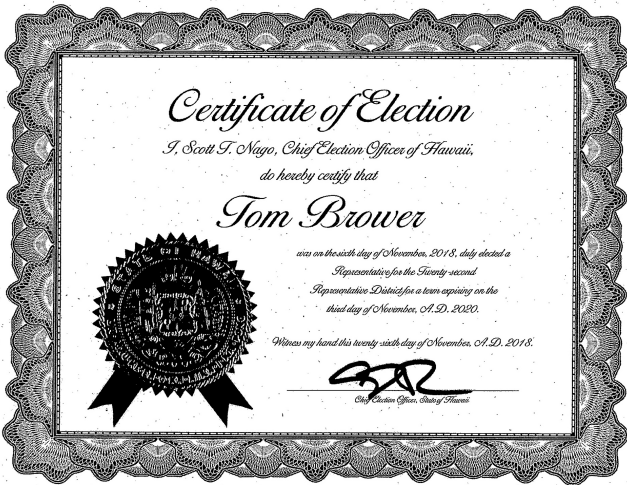 Certificate of Election
I, Scott T. Nago, Chief Election Officer of Hawaii,
do hereby certify that
Tom Brower
was on the sixth day of November, 2018, duly elected a
Representative for the Twenty-second
Representative District for a term expiring on the
third day of November, A.D. 2020.
Witness my hand this twenty-sixth day of November, A.D. 2018.
Chief Election Officer, State of Hawaii